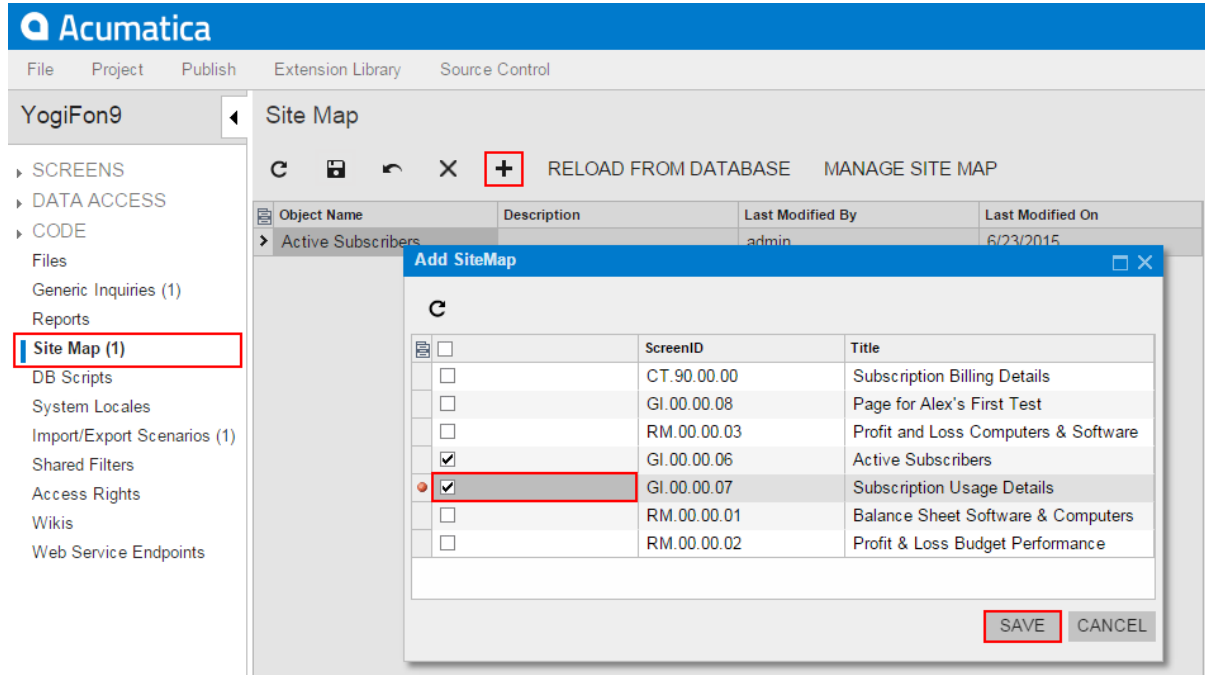 Acumatica
File Project Publish Extension Library Source Control
YogiFon9
Site Map
SCREENS
DATA ACCESS
CODE
Files
Generic Inquiries (1)
Reports
Site Map (1)
DB Scripts
System Locales
Import/Export Scenarios (1)
Shared Filters
Access Rights
Wikis
Web Service Endpoints
RELOAD FROM DATABASE MANAGE SITE MAP
Object Name Description Last Modified By Last Modified On
Active Subscribers admin 6/23/2015
Add SiteMap
ScreenID Title
CT.90.00.00 Subscription Billing Details
GI.00.00.08 Page for Alex's First Test
RM.00.00.03 Profit and Loss Computers & Software
GI.00.00.06 Active Subscribers
GI.00.00.07 Subscription Usage Details
RM.00.00.01 Balance Sheet Software & Computers
RM.00.00.02 Profit & Loss Budget Performance
SAVE CANCEL